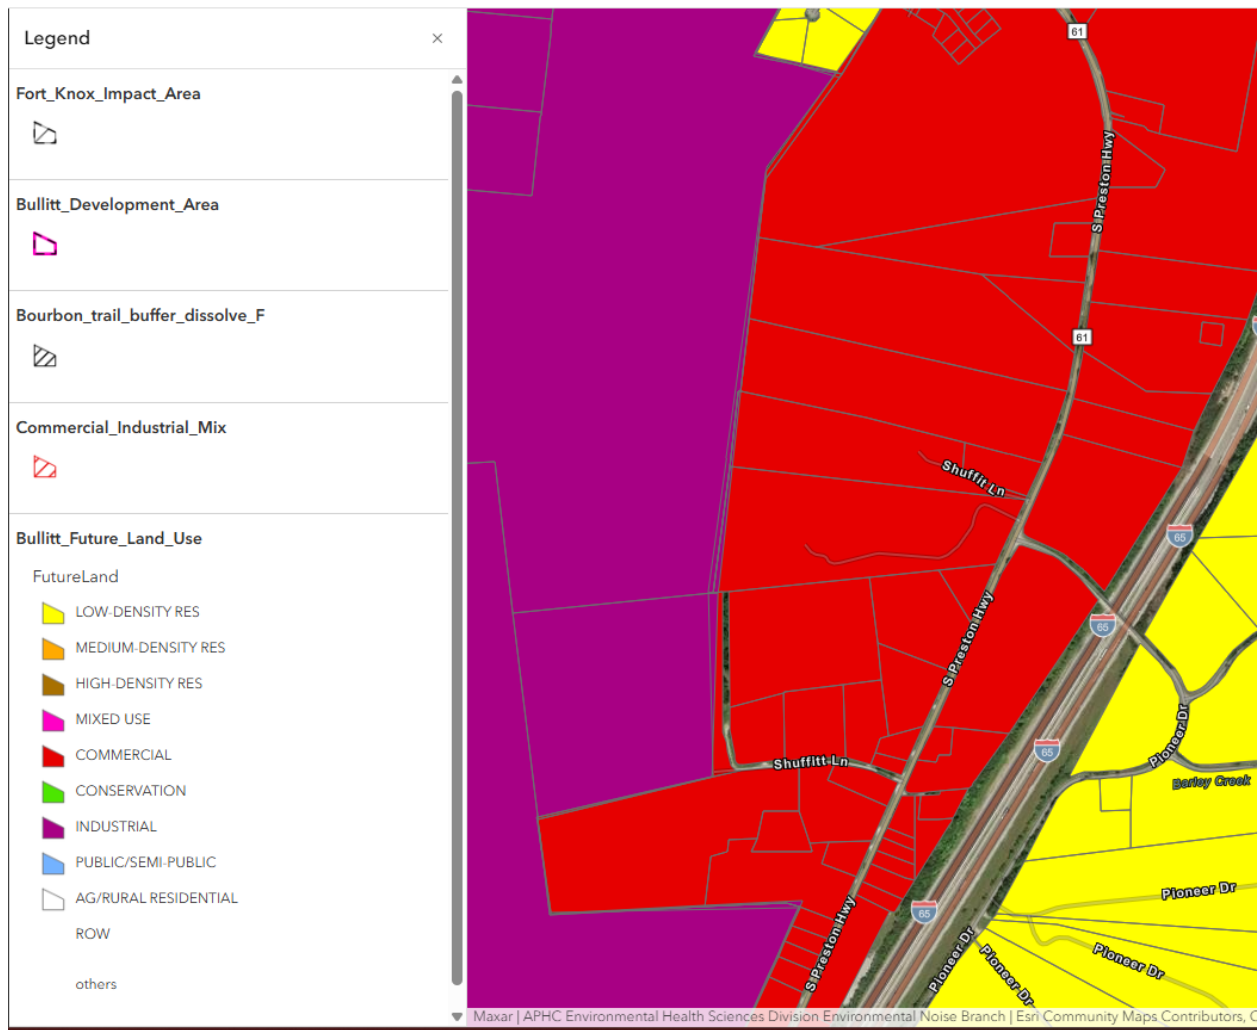 Legend
×
Fort_Knox_Impact_Area
Bullitt_Development_Area
Bourbon_trail_buffer_dissolve_F
Commercial_Industrial_Mix
Bullitt_Future_Land_Use
FutureLand
LOW-DENSITY RES
MEDIUM-DENSITY RES
HIGH-DENSITY RES
MIXED USE
COMMERCIAL
CONSERVATION
INDUSTRIAL
PUBLIC/SEMI-PUBLIC
AG/RURAL RESIDENTIAL
ROW
others
61
S Preston Hwy
61
Shuffit Ln
65
S Preston Hwy
65
Pioneer Dr
65
Shuffitt Ln
Barley Creek
Pioneer Dr
65
S Preston Hwy
Pioneer Dr
Pioneer Dr
Pioneer Dr
Maxar | APHC Environmental Health Sciences Division Environmental Noise Branch | Esri Community Maps Contributors,